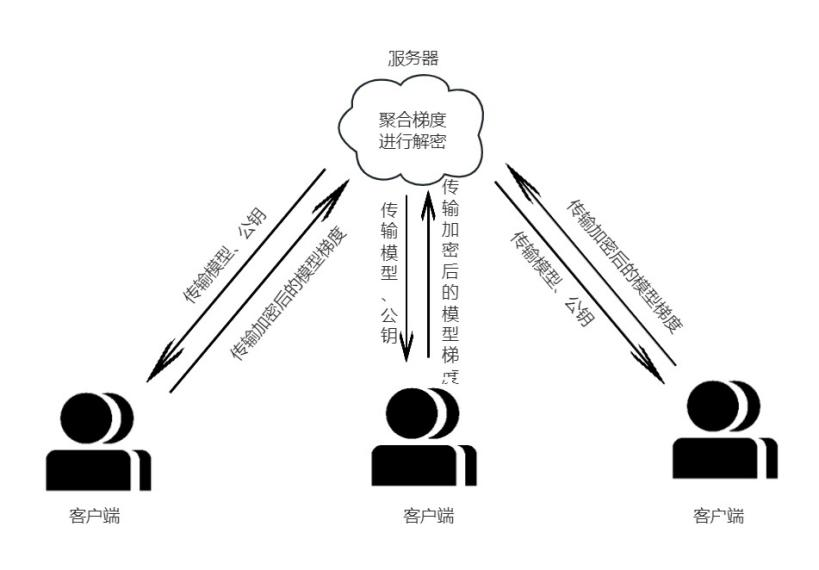 服务器
聚合梯度
进行解密
传输模型、公钥
传输加密后的模型梯度
传输模型、公钥
传输加密后的模型梯度
传输模型、公钥
传输加密后的模型梯度
客户端
客户端
客户端